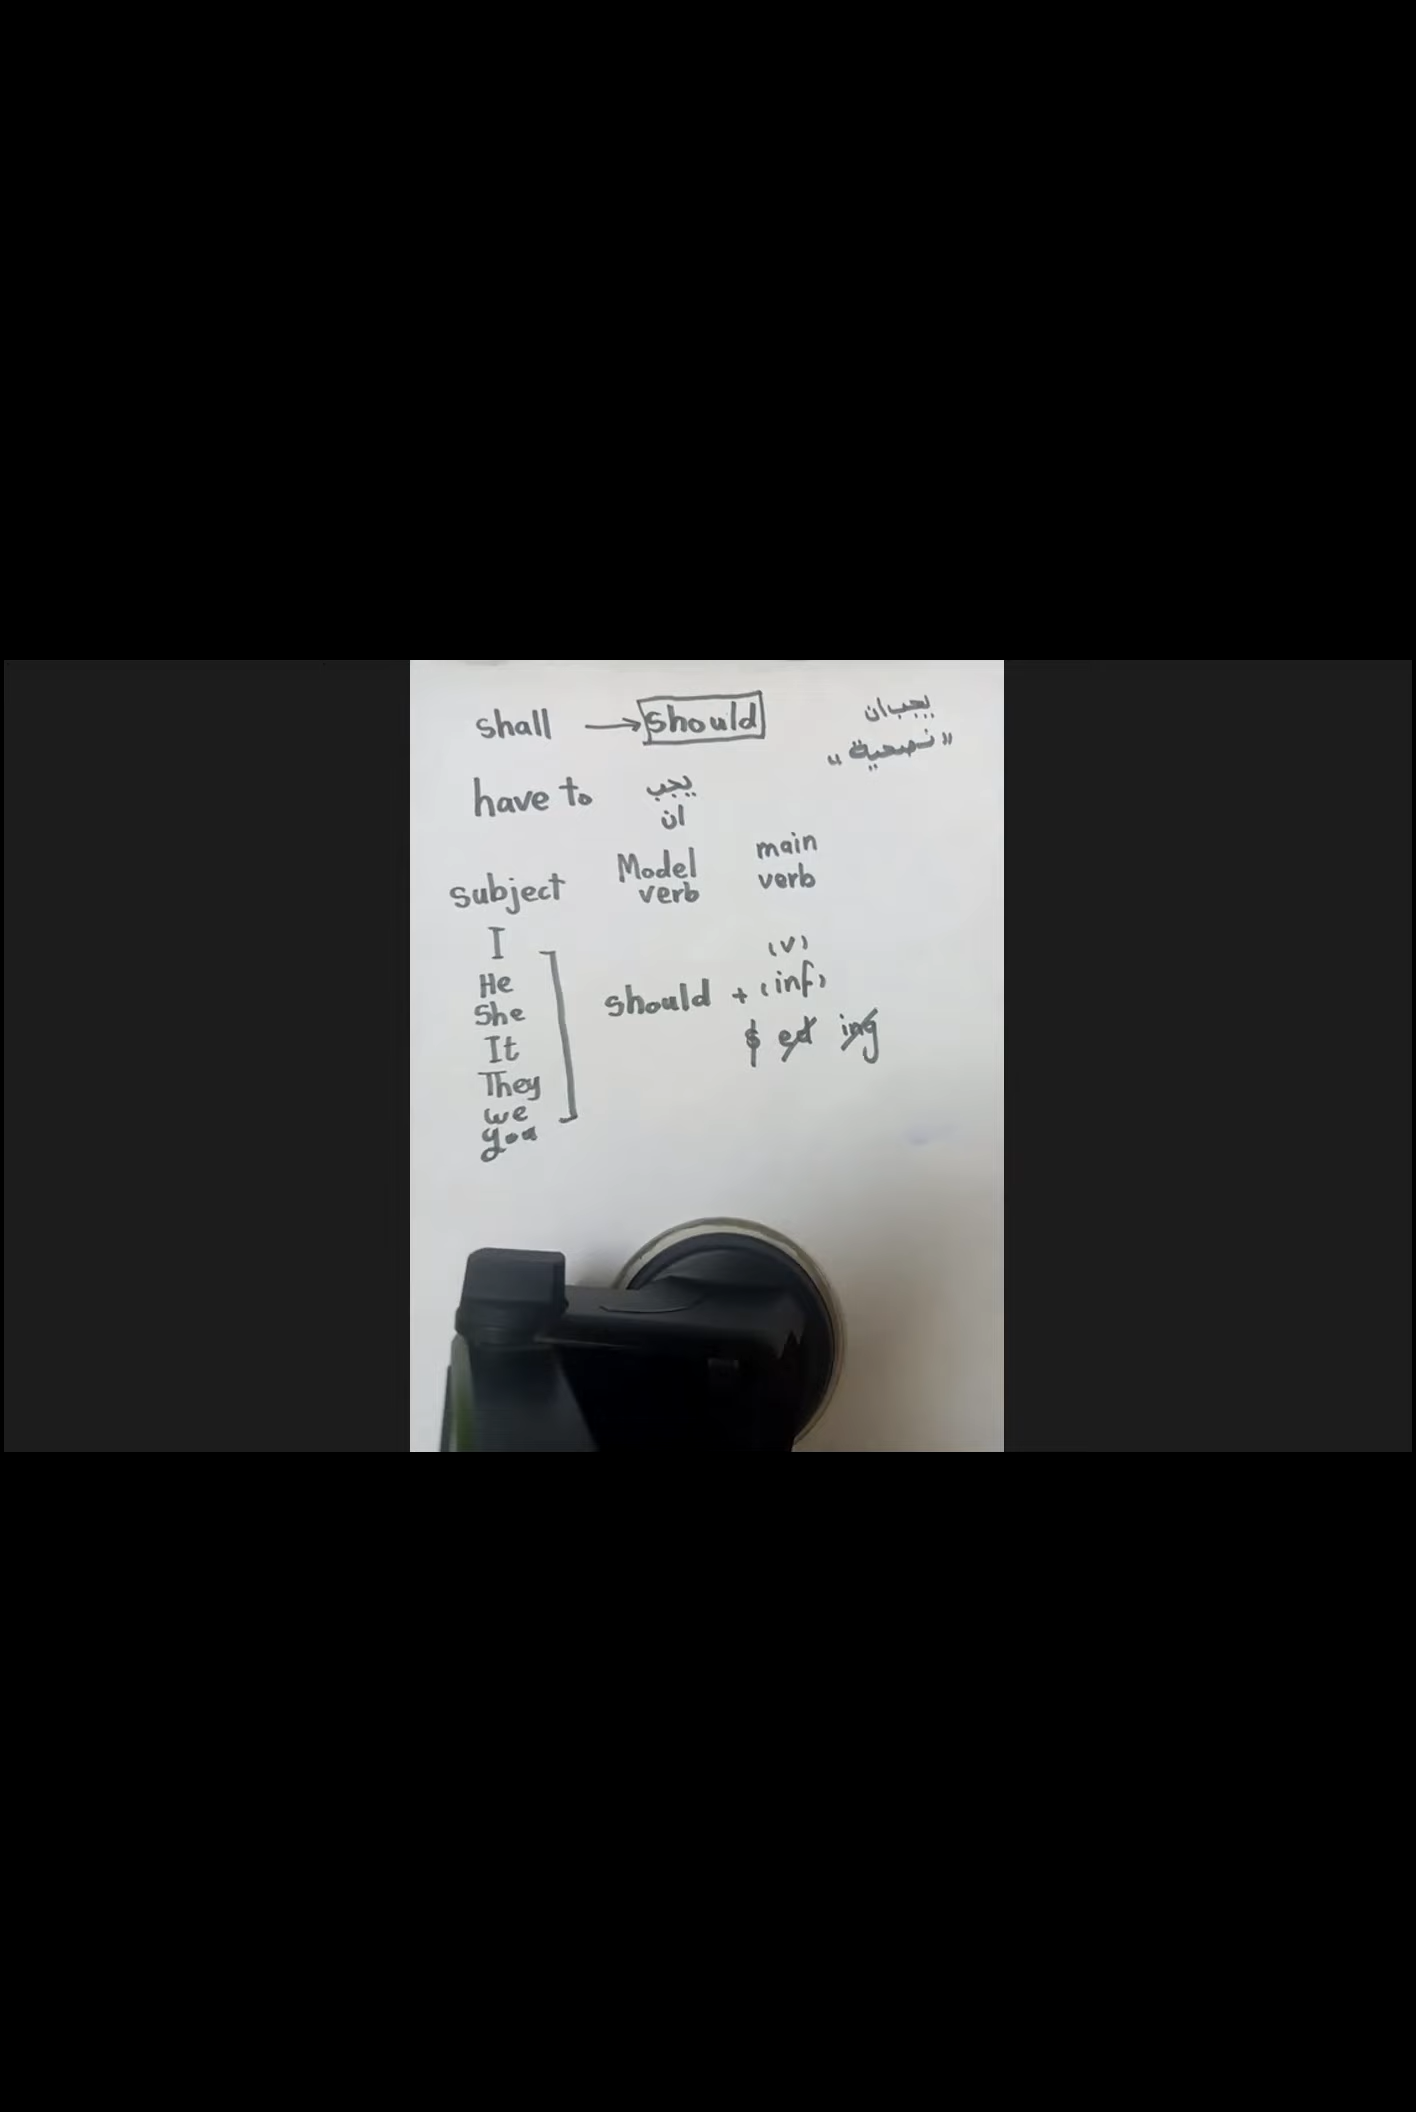 shall → should يجب ان
"نصحية"
have to يجب
ان
subject Model verb main verb
I
He
She
It
They
we
you
should + (inf)
(v)
s ed ing